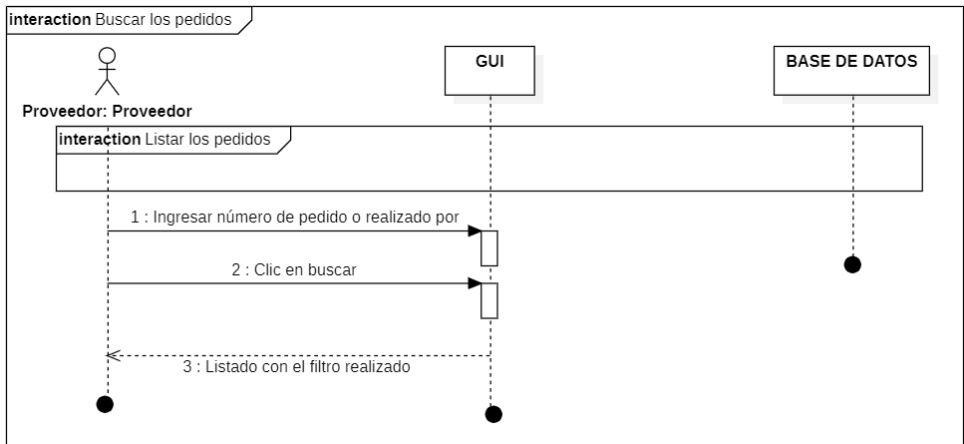 interaction Buscar los pedidos
GUI
BASE DE DATOS
Proveedor: Proveedor
interaction Listar los pedidos
1 : Ingresar número de pedido o realizado por
2 : Clic en buscar
3 : Listado con el filtro realizado